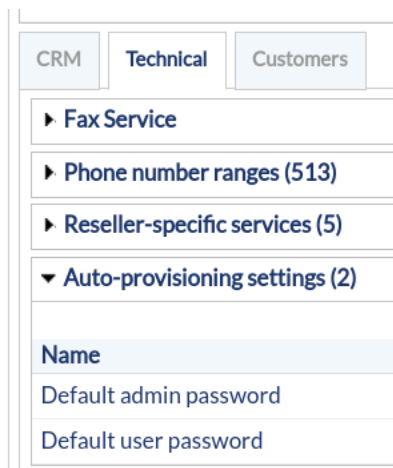 CRM Technical Customers
Fax Service
Phone number ranges (513)
Reseller-specific services (5)
Auto-provisioning settings (2)
Name
Default admin password
Default user password